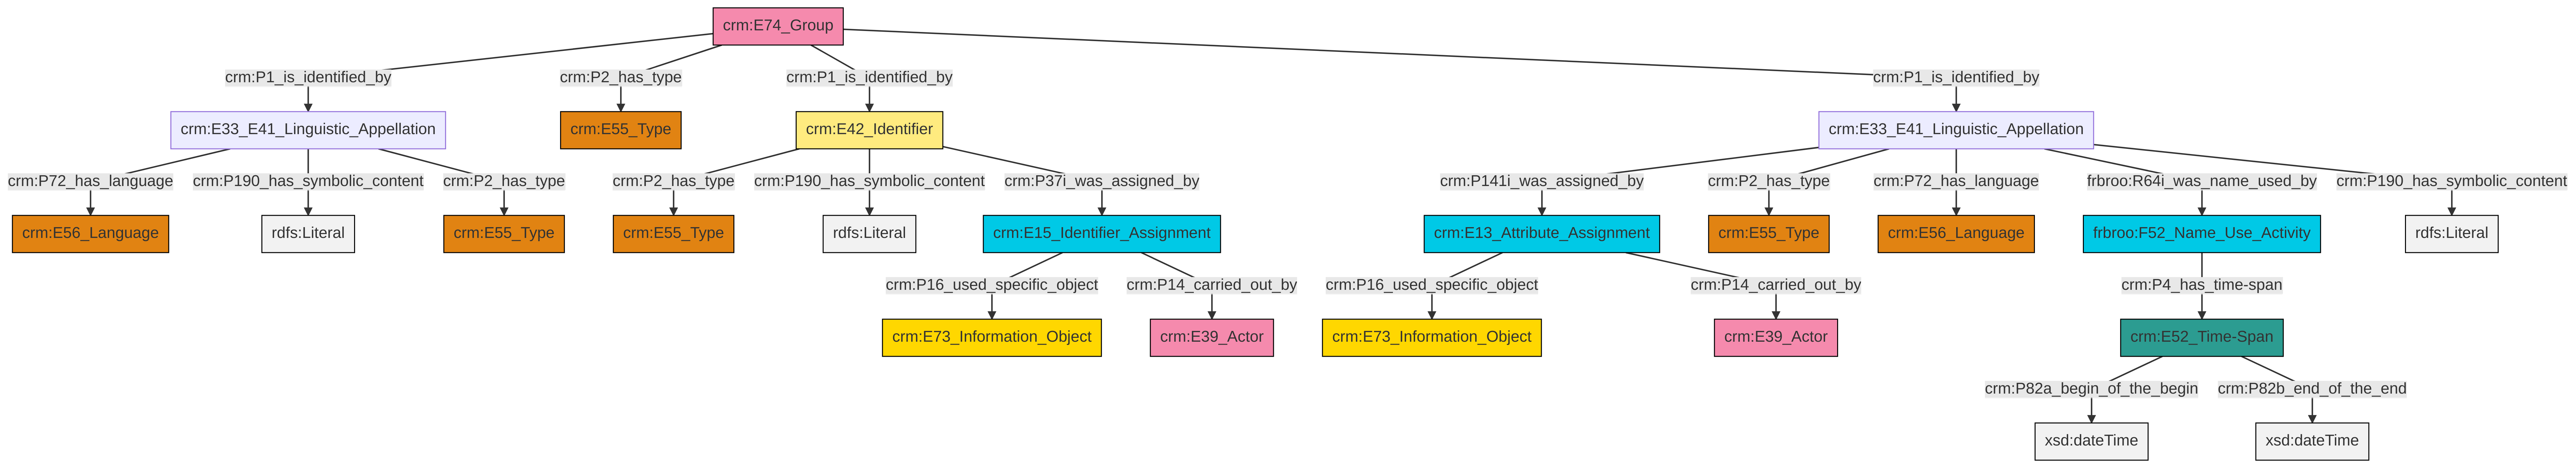 crm:E74_Group
crm:P1_is_identified_by
crm:P2_has_type
crm:P1_is_identified_by
crm:P1_is_identified_by
crm:E33_E41_Linguistic_Appellation
crm:E55_Type
crm:E42_Identifier
crm:E33_E41_Linguistic_Appellation
crm:P72_has_language
crm:P190_has_symbolic_content
crm:P2_has_type
crm:P2_has_type
crm:P190_has_symbolic_content
crm:P37i_was_assigned_by
crm:P141i_was_assigned_by
crm:P2_has_type
crm:P72_has_language
frbroo:R64i_was_name_used_by
crm:P190_has_symbolic_content
crm:E56_Language
rdfs:Literal
crm:E55_Type
crm:E55_Type
rdfs:Literal
crm:E15_Identifier_Assignment
crm:E13_Attribute_Assignment
crm:E55_Type
crm:E56_Language
frbroo:F52_Name_Use_Activity
rdfs:Literal
crm:P16_used_specific_object
crm:P14_carried_out_by
crm:P16_used_specific_object
crm:P14_carried_out_by
crm:P4_has_time-span
crm:E73_Information_Object
crm:E39_Actor
crm:E73_Information_Object
crm:E39_Actor
crm:E52_Time-Span
crm:P82a_begin_of_the_begin
crm:P82b_end_of_the_end
xsd:dateTime
xsd:dateTime